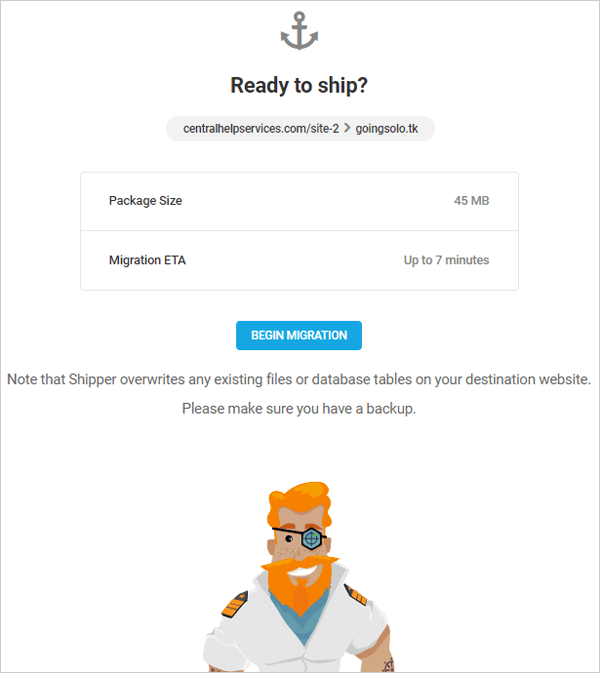 Ready to ship?
centralhelpservices.com/site-2 > goingsolo.tk
Package Size 45 MB
Migration ETA Up to 7 minutes
BEGIN MIGRATION
Note that Shipper overwrites any existing files or database tables on your destination website.
Please make sure you have a backup.